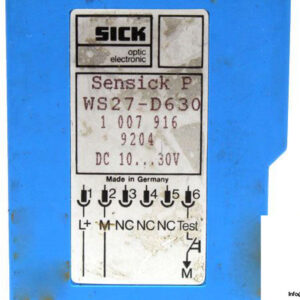 SICK
optic
electronic
Sensick P
WS27-D630
1 007 916
9204
DC 10...30V
Made in Germany
1 2 3 4 5 6
L+ M NC NC NC Test
M